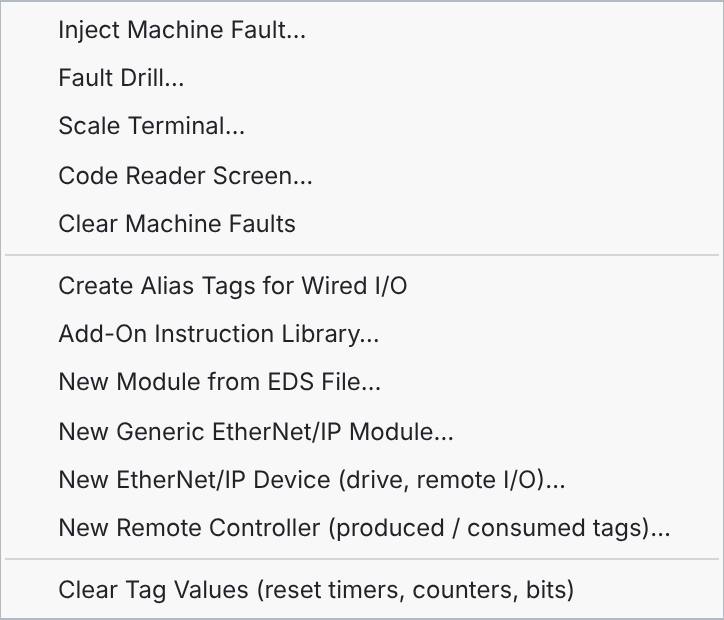 Inject Machine Fault...
Fault Drill...
Scale Terminal...
Code Reader Screen...
Clear Machine Faults
Create Alias Tags for Wired I/O
Add-On Instruction Library...
New Module from EDS File...
New Generic EtherNet/IP Module...
New EtherNet/IP Device (drive, remote I/O)...
New Remote Controller (produced / consumed tags)...
Clear Tag Values (reset timers, counters, bits)